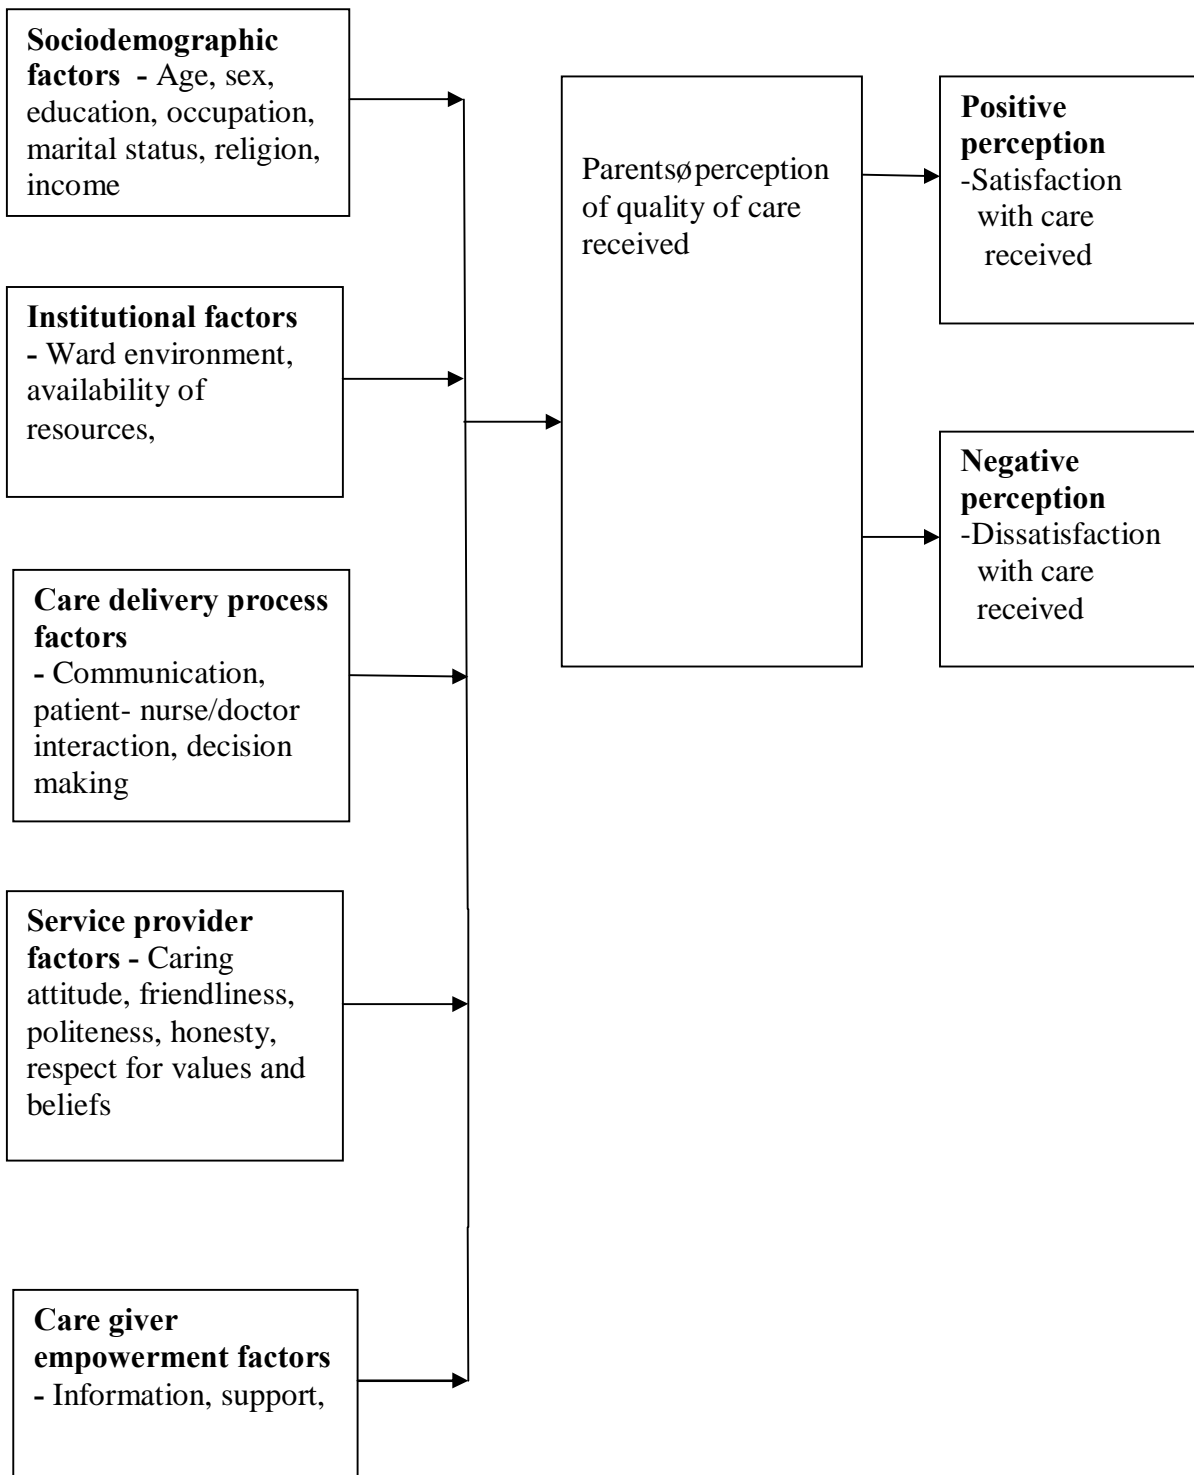 Sociodemographic
factors - Age, sex,
education, occupation,
marital status, religion,
income
Institutional factors
- Ward environment,
availability of
resources,
Care delivery process
factors
- Communication,
patient- nurse/doctor
interaction, decision
making
Service provider
factors - Caring
attitude, friendliness,
politeness, honesty,
respect for values and
beliefs
Care giver
empowerment factors
- Information, support,
Parentsø perception
of quality of care
received
Positive
perception
-Satisfaction
with care
received
Negative
perception
-Dissatisfaction
with care
received